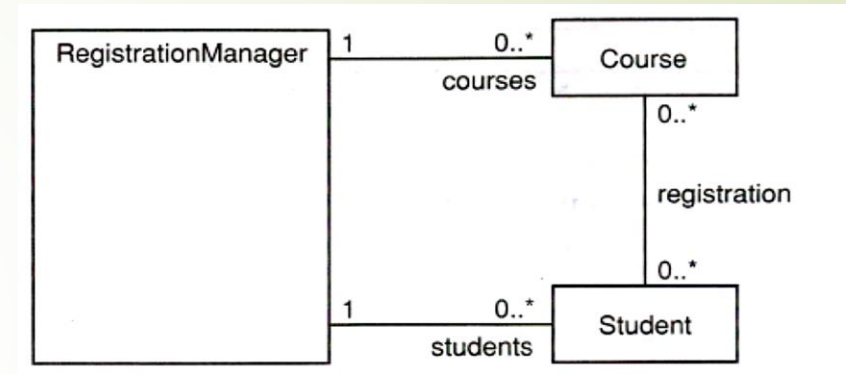 RegistrationManager
1
0..*
courses
Course
0..*
registration
0..*
1
0..*
students
Student